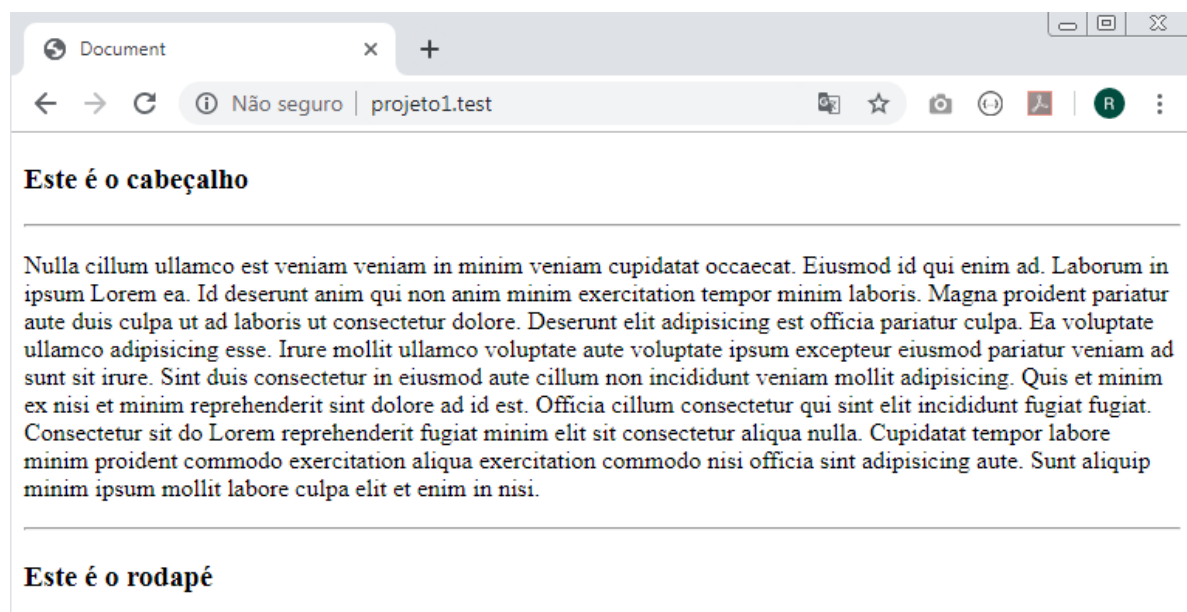 Document
Não seguro projeto1.test
R
Este é o cabeçalho
Nulla cillum ullamco est veniam veniam in minim veniam cupidatat occaecat. Eiusmod id qui enim ad. Laborum in
ipsum Lorem ea. Id deserunt anim qui non anim minim exercitation tempor minim laboris. Magna proident pariatur
aute duis culpa ut ad laboris ut consectetur dolore. Deserunt elit adipisicing est officia pariatur culpa. Ea voluptate
ullamco adipisicing esse. Irure mollit ullamco voluptate aute voluptate ipsum excepteur eiusmod pariatur veniam ad
sunt sit irure. Sint duis consectetur in eiusmod aute cillum non incididunt veniam mollit adipisicing. Quis et minim
ex nisi et minim reprehenderit sint dolore ad id est. Officia cillum consectetur qui sint elit incididunt fugiat fugiat.
Consectetur sit do Lorem reprehenderit fugiat minim elit sit consectetur aliqua nulla. Cupidatat tempor labore
minim proident commodo exercitation aliqua exercitation commodo nisi officia sint adipisicing aute. Sunt aliquip
minim ipsum mollit labore culpa elit et enim in nisi.
Este é o rodapé